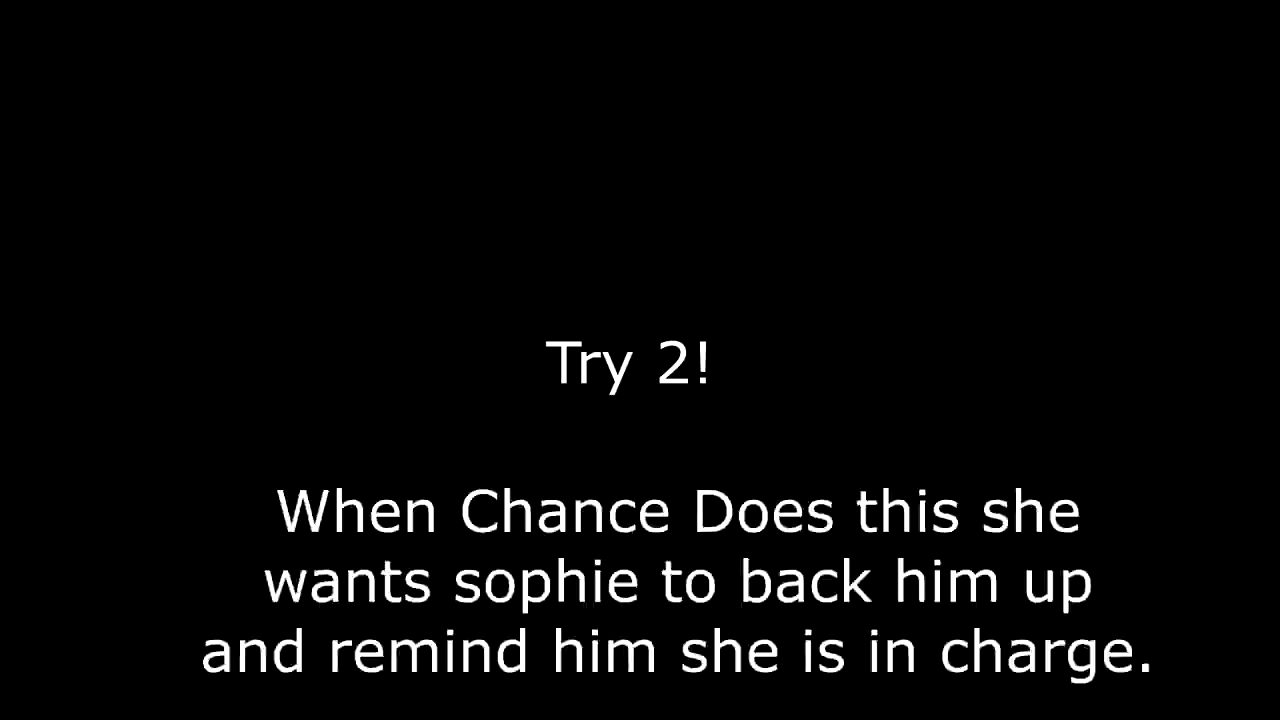 Try 2!
When Chance Does this she
wants sophie to back him up
and remind him she is in charge.